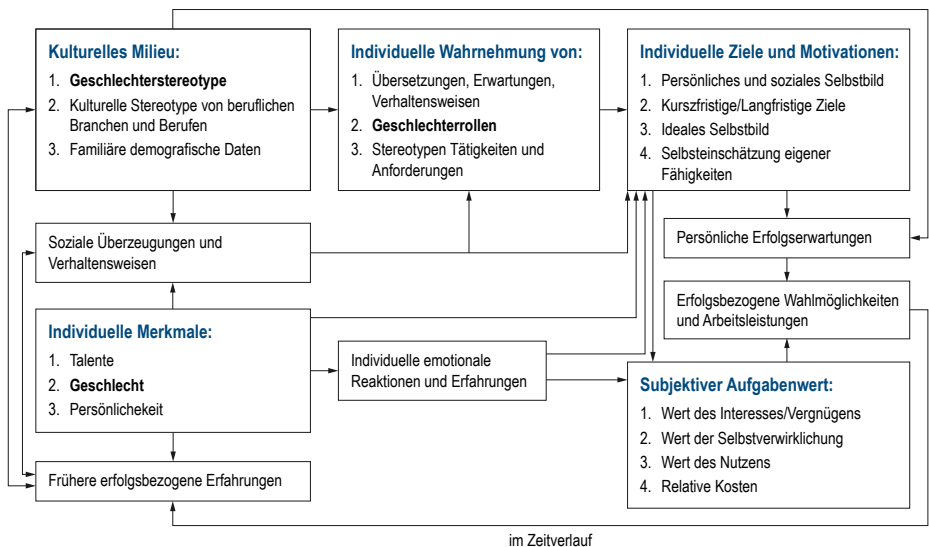 Kulturelles Milieu:
1. Geschlechterstereotype
2. Kulturelle Stereotype von beruflichen
Branchen und Berufen
3. Familiäre demografische Daten
Individuelle Wahrnehmung von:
1. Übersetzungen, Erwartungen,
Verhaltensweisen
2. Geschlechterrollen
3. Stereotypen Tätigkeiten und
Anforderungen
Individuelle Ziele und Motivationen:
1. Persönliches und soziales Selbstbild
2. Kurszfristige/Langfristige Ziele
3. Ideales Selbstbild
4. Selbsteinschätzung eigener
Fähigkeiten
Soziale Überzeugungen und
Verhaltensweisen
Persönliche Erfolgserwartungen
Erfolgsbezogene Wahlmöglichkeiten
und Arbeitsleistungen
Individuelle Merkmale:
1. Talente
2. Geschlecht
3. Persönlichekeit
Individuelle emotionale
Reaktionen und Erfahrungen
Subjektiver Aufgabenwert:
1. Wert des Interesses/Vergnügens
2. Wert der Selbstverwirklichung
3. Wert des Nutzens
4. Relative Kosten
Frühere erfolgsbezogene Erfahrungen
im Zeitverlauf